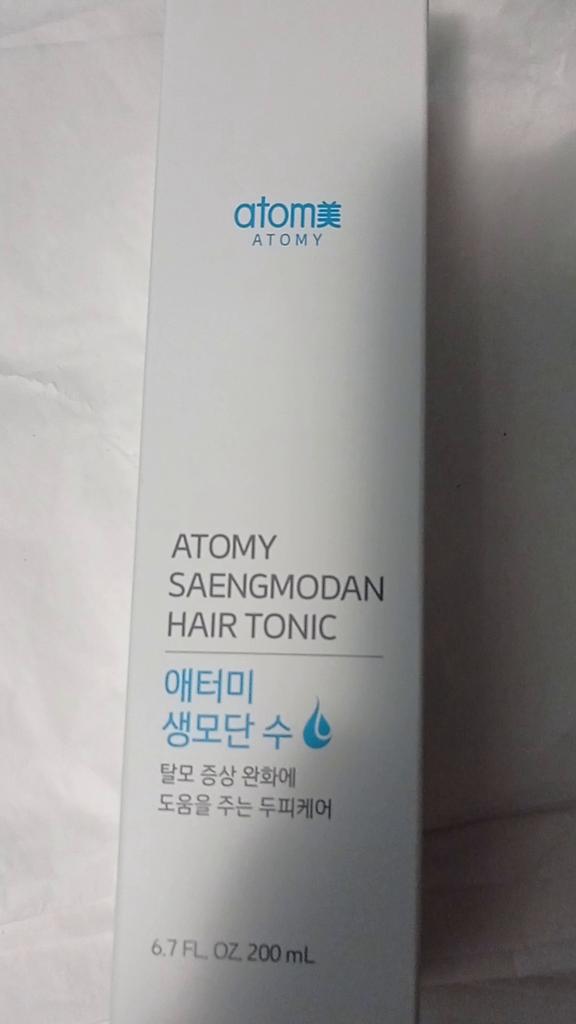 atom美
ATOMY
ATOMY
SAENGMODAN
HAIR TONIC
애터미
생모단 수
탈모 증상 완화에
도움을 주는 두피케어
6.7 FL. OZ. 200 mL